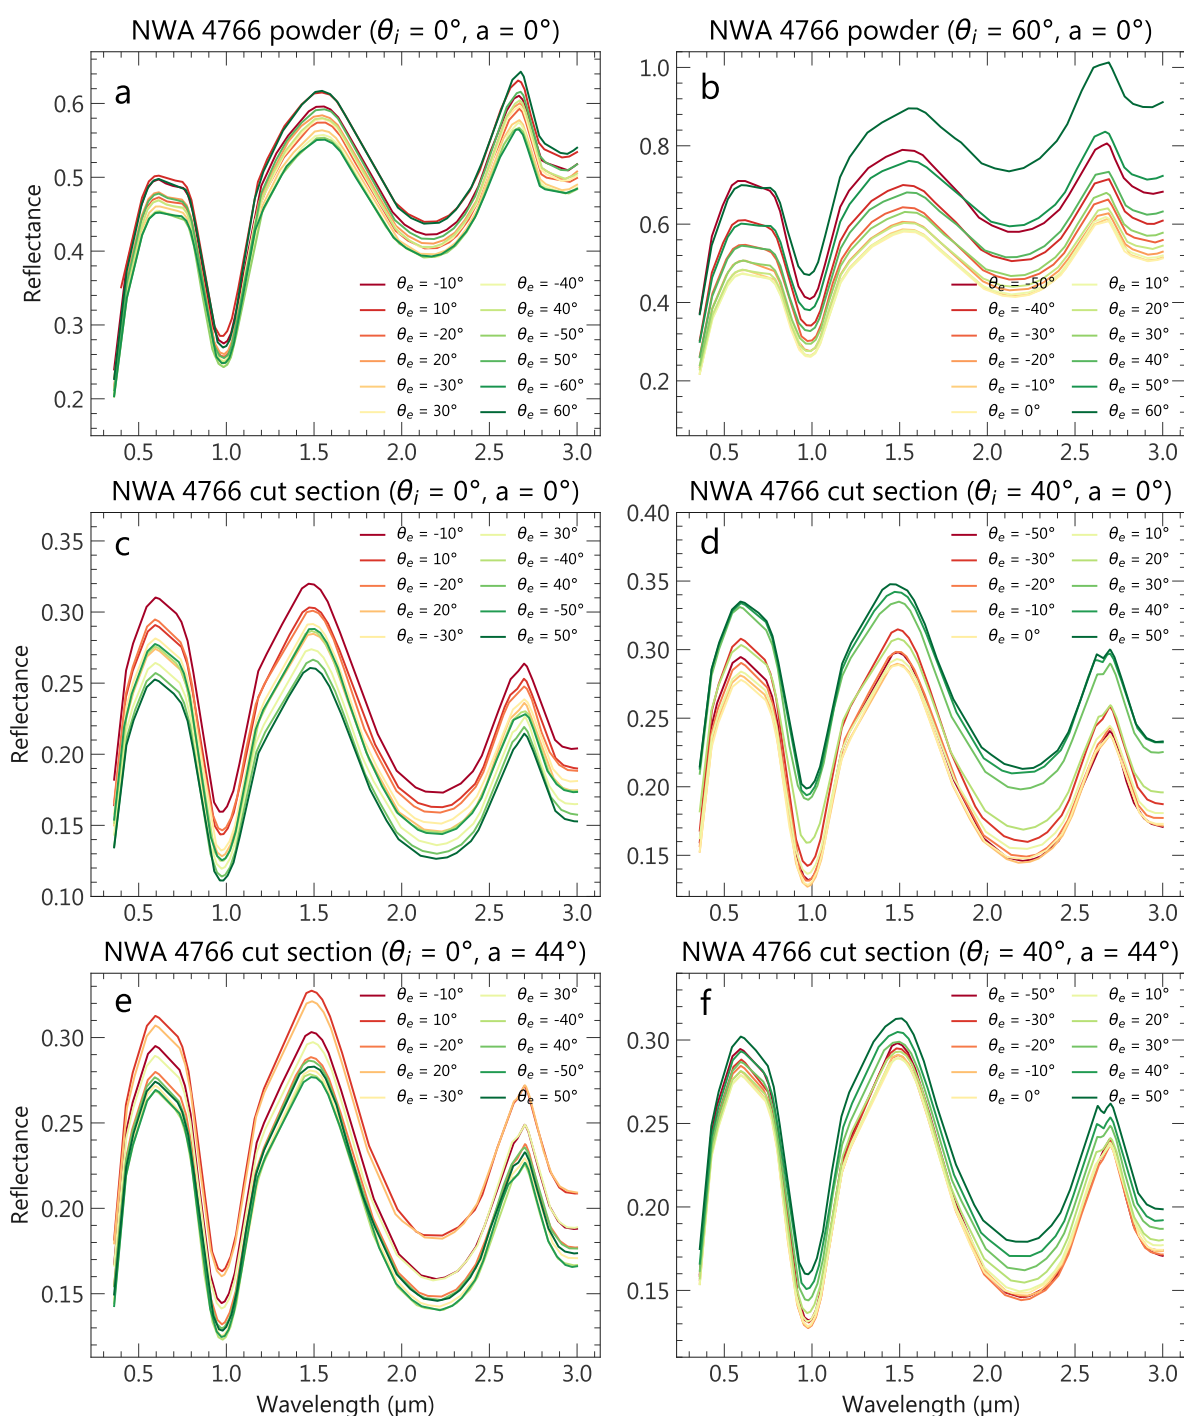 NWA 4766 powder (θi = 0°, a = 0°)
a
Reflectance
0.6
0.5
0.4
0.3
0.2
θe = -10°
θe = 10°
θe = -20°
θe = 20°
θe = -30°
θe = 30°
θe = -40°
θe = 40°
θe = -50°
θe = 50°
θe = -60°
θe = 60°
0.5 1.0 1.5 2.0 2.5 3.0
NWA 4766 powder (θi = 60°, a = 0°)
b
1.0
0.8
0.6
0.4
0.2
θe = -50°
θe = -40°
θe = -30°
θe = -20°
θe = -10°
θe = 0°
θe = 10°
θe = 20°
θe = 30°
θe = 40°
θe = 50°
θe = 60°
0.5 1.0 1.5 2.0 2.5 3.0
NWA 4766 cut section (θi = 0°, a = 0°)
c
Reflectance
0.35
0.30
0.25
0.20
0.15
0.10
θe = -10°
θe = 10°
θe = -20°
θe = 20°
θe = -30°
θe = 30°
θe = -40°
θe = 40°
θe = -50°
θe = 50°
0.5 1.0 1.5 2.0 2.5 3.0
NWA 4766 cut section (θi = 40°, a = 0°)
d
0.40
0.35
0.30
0.25
0.20
0.15
θe = -50°
θe = -30°
θe = -20°
θe = -10°
θe = 0°
θe = 10°
θe = 20°
θe = 30°
θe = 40°
θe = 50°
0.5 1.0 1.5 2.0 2.5 3.0
NWA 4766 cut section (θi = 0°, a = 44°)
e
Reflectance
0.30
0.25
0.20
0.15
θe = -10°
θe = 10°
θe = -20°
θe = 20°
θe = -30°
θe = 30°
θe = -40°
θe = 40°
θe = -50°
θe = 50°
0.5 1.0 1.5 2.0 2.5 3.0
Wavelength (μm)
NWA 4766 cut section (θi = 40°, a = 44°)
f
0.30
0.25
0.20
0.15
θe = -50°
θe = -30°
θe = -20°
θe = -10°
θe = 0°
θe = 10°
θe = 20°
θe = 30°
θe = 40°
θe = 50°
0.5 1.0 1.5 2.0 2.5 3.0
Wavelength (μm)